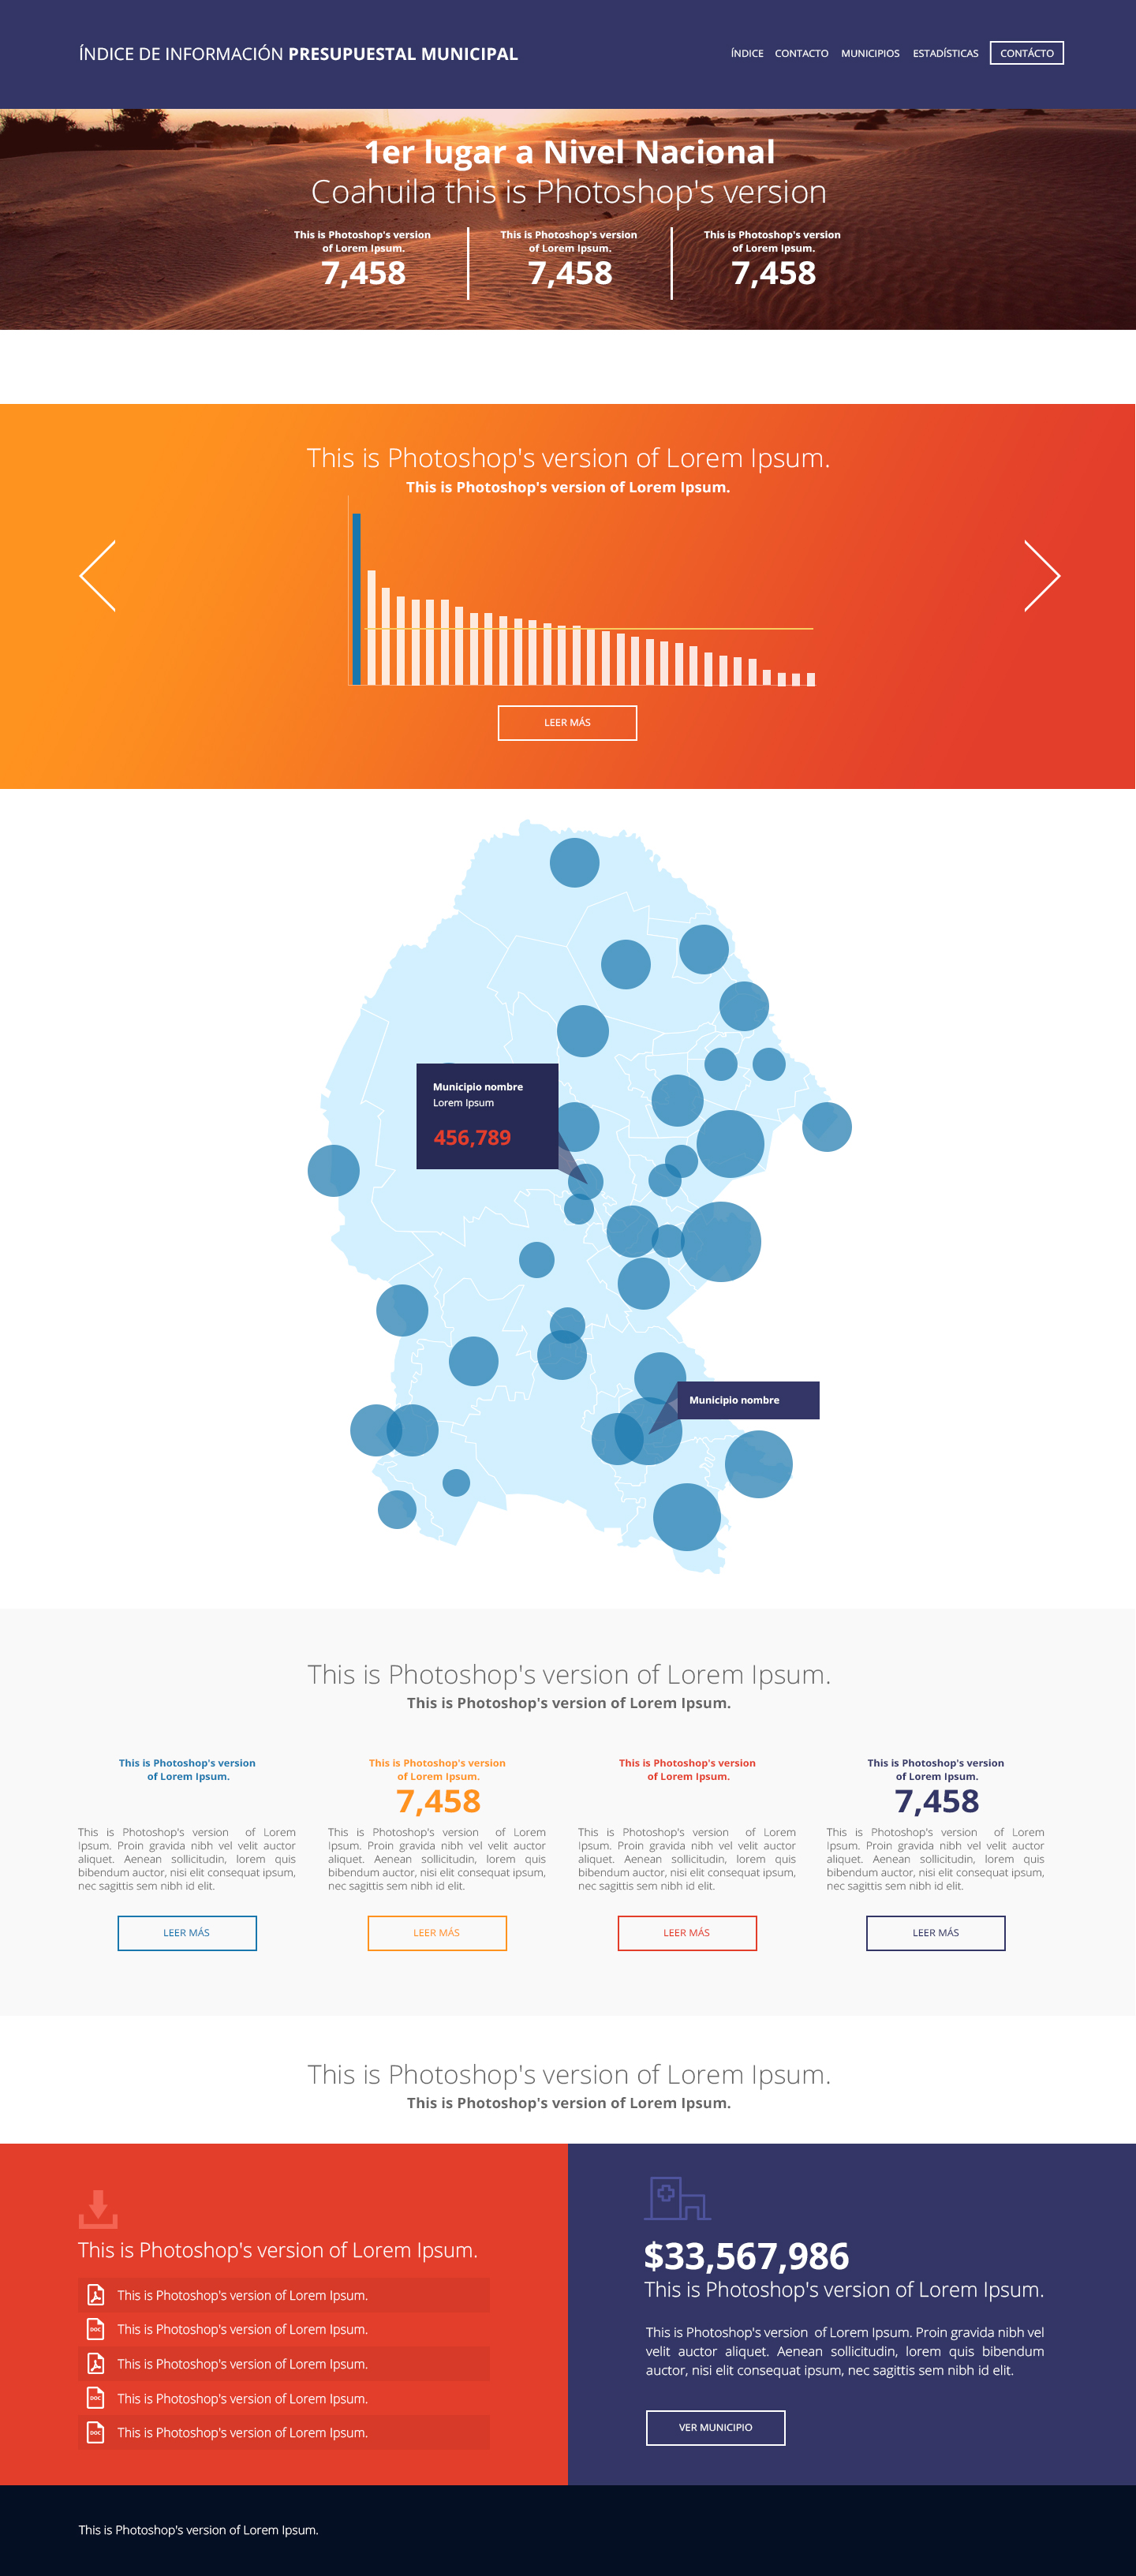 ÍNDICE DE INFORMACIÓN PRESUPUESTAL MUNICIPAL
ÍNDICE CONTACTO MUNICIPIOS ESTADÍSTICAS CONTÁCTO
1er lugar a Nivel Nacional
Coahuila this is Photoshop's version
This is Photoshop's version
of Lorem Ipsum.
7,458
This is Photoshop's version
of Lorem Ipsum.
7,458
This is Photoshop's version
of Lorem Ipsum.
7,458
This is Photoshop's version of Lorem Ipsum.
This is Photoshop's version of Lorem Ipsum.
LEER MÁS
Municipio nombre
Lorem Ipsum
456,789
Municipio nombre
This is Photoshop's version of Lorem Ipsum.
This is Photoshop's version of Lorem Ipsum.
This is Photoshop's version
of Lorem Ipsum.
This is Photoshop's version of Lorem
Ipsum. Proin gravida nibh vel velit auctor
aliquet. Aenean sollicitudin, lorem quis
bibendum auctor, nisi elit consequat ipsum,
nec sagittis sem nibh id elit.
LEER MÁS
This is Photoshop's version
of Lorem Ipsum.
7,458
This is Photoshop's version of Lorem
Ipsum. Proin gravida nibh vel velit auctor
aliquet. Aenean sollicitudin, lorem quis
bibendum auctor, nisi elit consequat ipsum,
nec sagittis sem nibh id elit.
LEER MÁS
This is Photoshop's version
of Lorem Ipsum.
This is Photoshop's version of Lorem
Ipsum. Proin gravida nibh vel velit auctor
aliquet. Aenean sollicitudin, lorem quis
bibendum auctor, nisi elit consequat ipsum,
nec sagittis sem nibh id elit.
LEER MÁS
This is Photoshop's version
of Lorem Ipsum.
7,458
This is Photoshop's version of Lorem
Ipsum. Proin gravida nibh vel velit auctor
aliquet. Aenean sollicitudin, lorem quis
bibendum auctor, nisi elit consequat ipsum,
nec sagittis sem nibh id elit.
LEER MÁS
This is Photoshop's version of Lorem Ipsum.
This is Photoshop's version of Lorem Ipsum.
This is Photoshop's version of Lorem Ipsum.
This is Photoshop's version of Lorem Ipsum.
DOC This is Photoshop's version of Lorem Ipsum.
This is Photoshop's version of Lorem Ipsum.
DOC This is Photoshop's version of Lorem Ipsum.
DOC This is Photoshop's version of Lorem Ipsum.
$33,567,986
This is Photoshop's version of Lorem Ipsum.
This is Photoshop's version of Lorem Ipsum. Proin gravida nibh vel
velit auctor aliquet. Aenean sollicitudin, lorem quis bibendum
auctor, nisi elit consequat ipsum, nec sagittis sem nibh id elit.
VER MUNICIPIO
This is Photoshop's version of Lorem Ipsum.